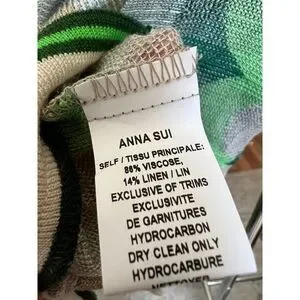 ANNA SUI
SELF / TISSU PRINCIPALE:
86% VISCOSE,
14% LINEN / LIN
EXCLUSIVE OF TRIMS
EXCLUSIVITE
DE GARNITURES
HYDROCARBON
DRY CLEAN ONLY
HYDROCARBURE
NETTOYER